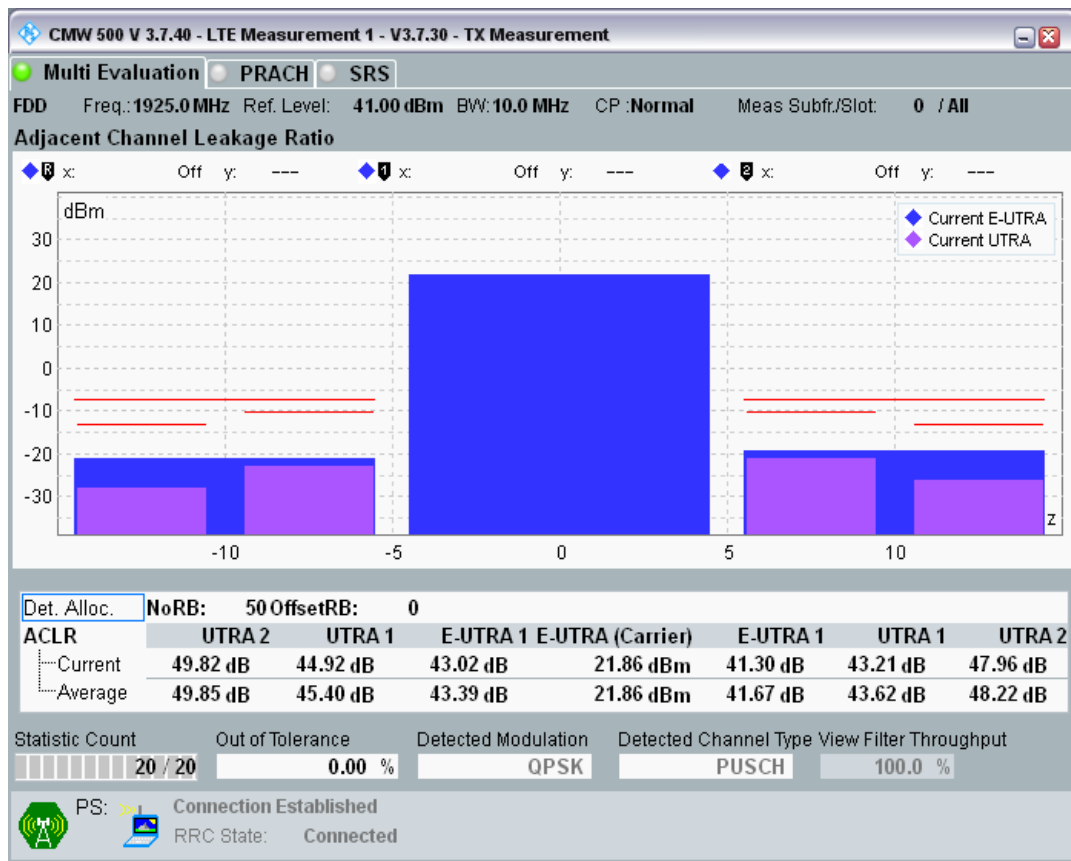 CMW 500 V 3.7.40 - LTE Measurement 1 - V3.7.30 - TX Measurement
Multi Evaluation PRACH SRS
FDD Freq.: 1925.0 MHz Ref. Level: 41.00 dBm BW: 10.0 MHz CP :Normal Meas Subfr./Slot: 0 / All
Adjacent Channel Leakage Ratio
R x: Off y: --- 1 x: Off y: --- 2 x: Off y: ---
dBm
Current E-UTRA
Current UTRA
30
20
10
0
-10
-20
-30
z
-10 -5 0 5 10
Det. Alloc. NoRB: 50 OffsetRB: 0
ACLR UTRA 2 UTRA 1 E-UTRA 1 E-UTRA (Carrier) E-UTRA 1 UTRA 1 UTRA 2
Current 49.82 dB 44.92 dB 43.02 dB 21.86 dBm 41.30 dB 43.21 dB 47.96 dB
Average 49.85 dB 45.40 dB 43.39 dB 21.86 dBm 41.67 dB 43.62 dB 48.22 dB
Statistic Count Out of Tolerance Detected Modulation Detected Channel Type View Filter Throughput
20 / 20 0.00 % QPSK PUSCH 100.0 %
PS: Connection Established
RRC State: Connected